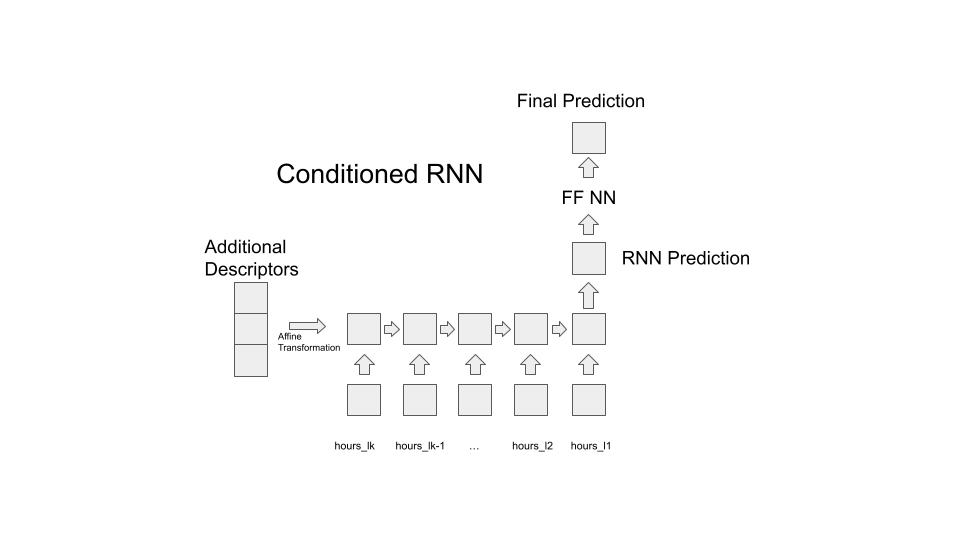 Final Prediction
Conditioned RNN
FF NN
Additional
Descriptors
RNN Prediction
Affine
Transformation
hours_lk
hours_lk-1
...
hours_l2
hours_l1